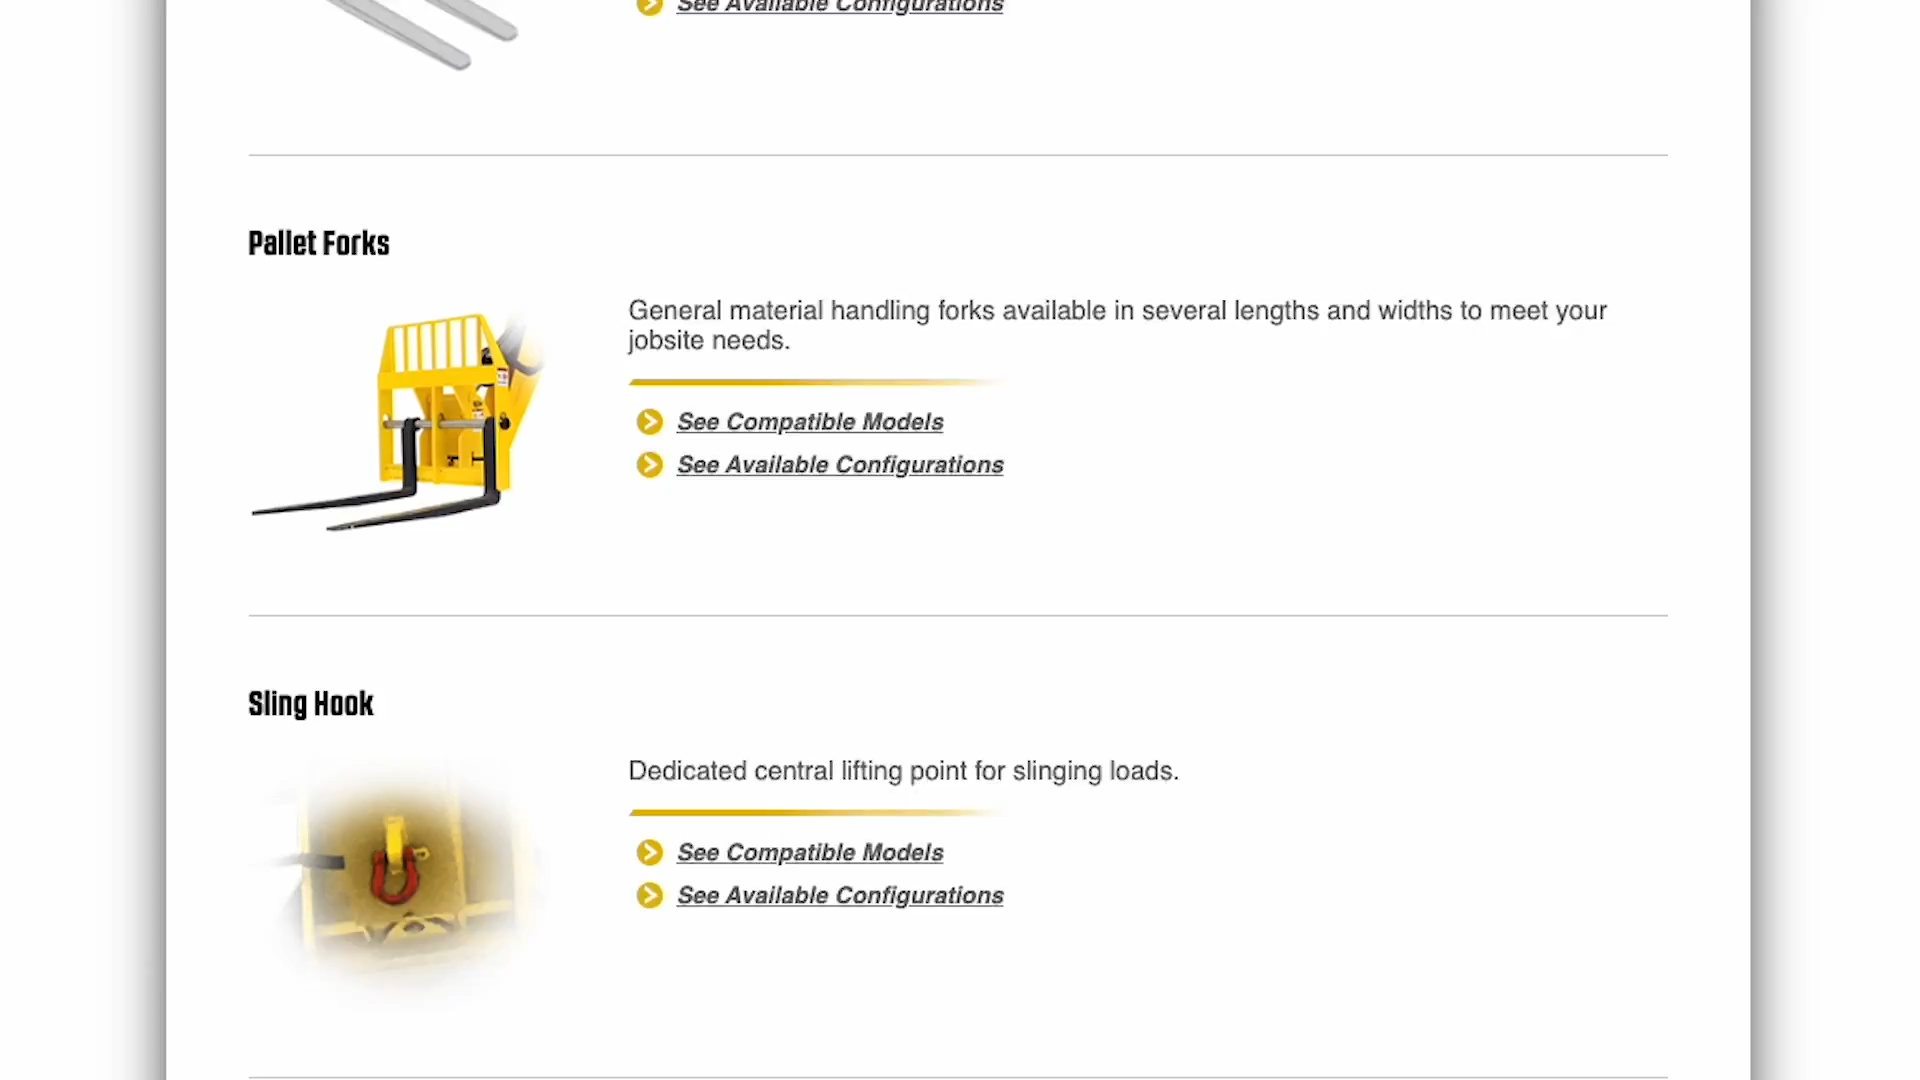 See Available Configurations
Pallet Forks
General material handling forks available in several lengths and widths to meet your
jobsite needs.
See Compatible Models
See Available Configurations
Sling Hook
Dedicated central lifting point for slinging loads.
See Compatible Models
See Available Configurations